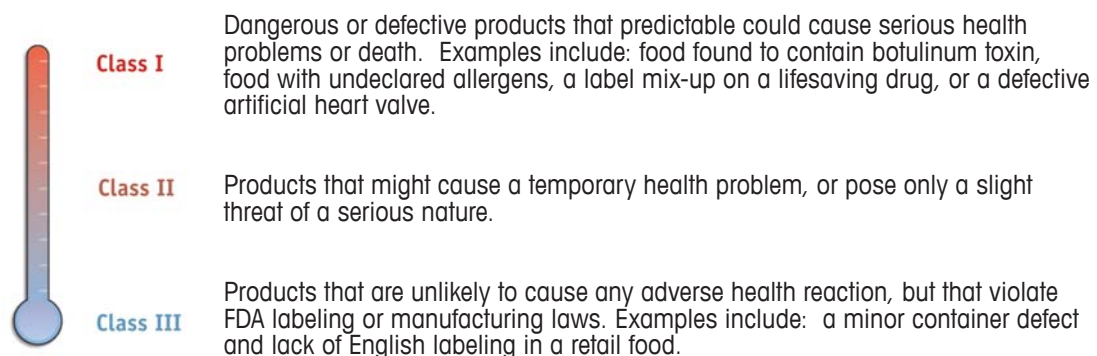 Class I
Dangerous or defective products that predictable could cause serious health
problems or death.  Examples include: food found to contain botulinum toxin,
food with undeclared allergens, a label mix-up on a lifesaving drug, or a defective
artificial heart valve.
Class II
Products that might cause a temporary health problem, or pose only a slight
threat of a serious nature.
Class III
Products that are unlikely to cause any adverse health reaction, but that violate
FDA labeling or manufacturing laws. Examples include:  a minor container defect
and lack of English labeling in a retail food.